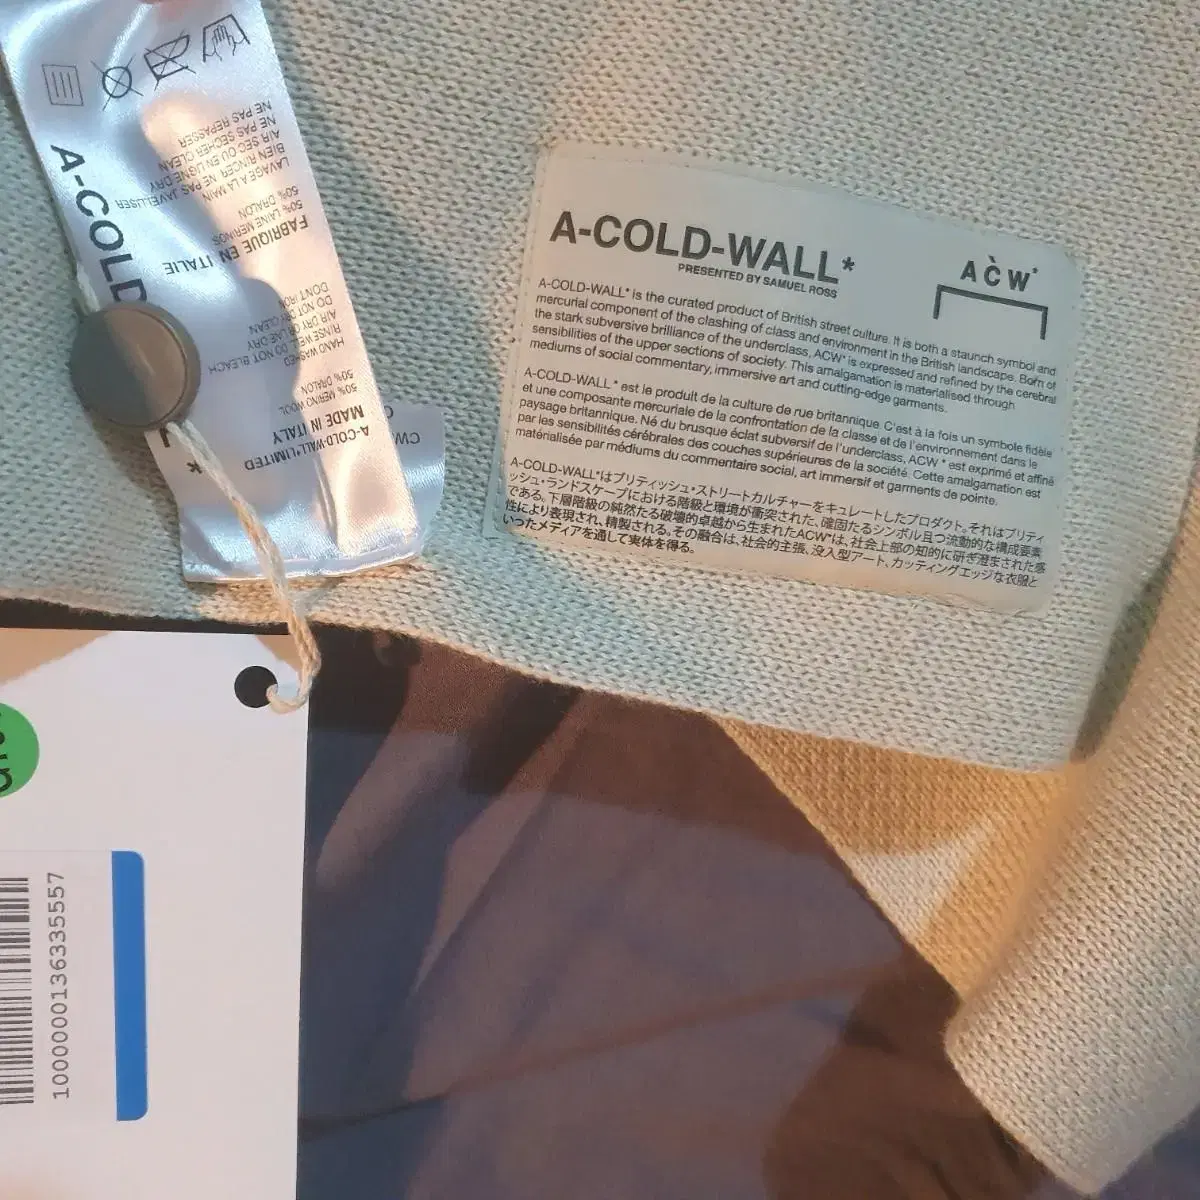 A-COLD-WALL*
PRESENTED BY SAMUEL ROSS
ACW*
A-COLD-WALL* is the curated product of British street culture. It is both a staunch symbol and
mercurial component of the clashing of class and environment in the British landscape. Born of
the stark subversive brilliance of the underclass, ACW* is expressed and refined by the cerebral
sensibilities of the upper sections of society. This amalgamation is materialised through
mediums of social commentary, immersive art and cutting-edge garments.
A-COLD-WALL* est le produit de la culture de rue britannique. C'est à la fois un symbole fidèle
et une composante mercuriale de la confrontation de la classe et de l'environnement dans le
paysage britannique. Né du brusque éclat subversif de l'underclass, ACW * est exprimé et affiné
par les sensibilités cérébrales des couches supérieures de la société. Cette amalgamation est
matérialisée par médiums du commentaire social, art immersif et garments de pointe.
A-COLD-WALL*はブリティッシュ・ストリートカルチャーをキュレートしたプロダクト。それはブリティ
ッシュ・ランドスケープにおける階級と環境が衝突された、確固たるシンボル且つ流動的な構成要素
である。下層階級の純然たる破壊的卓越から生まれたACW*は、社会上部の知的に研ぎ澄まされた感
性により表現され、精製される。その融合は、社会的主張、没入型アート、カッティングエッジな衣服と
いったメディアを通して実体を得る。
A-COLD
*
A-COLD-WALL*LIMITED
MADE IN ITALY
50% MERINO WOOL
50% DRALON
HAND WASHED
RINSE WELL DO NOT BLEACH
AIR DRY OR LINE DRY
DO NOT DRY CLEAN
DON'T IRON
FABRIQUE EN ITALIE
50% LAINE MERINOS
50% DRALON
LAVAGE A LA MAIN
BIEN RINCER NE PAS JAVELLISER
AIR SEC OU EN LIGNE DRY
NE PAS SECHER CLEAN
NE PAS REPASSER
1000000136335557